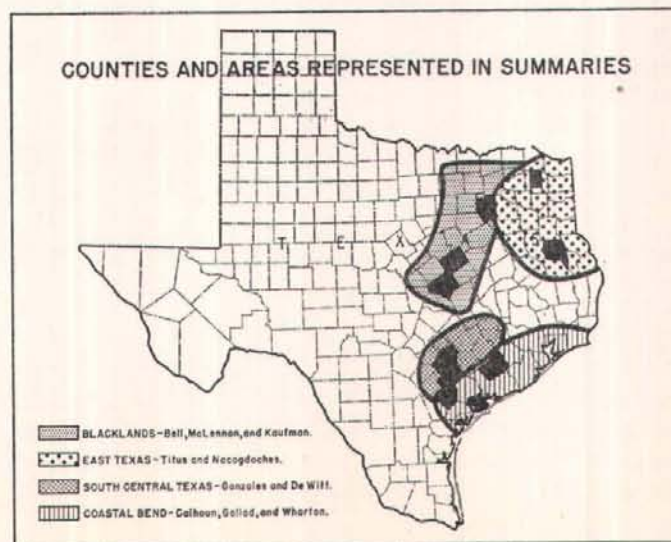 COUNTIES AND AREAS REPRESENTED IN SUMMARIES
T E X A S
BLACKLANDS-Bell, McLennan, and Kaufman.
EAST TEXAS-Titus and Nacogdoches.
SOUTH CENTRAL TEXAS-Gonzales and De Witt.
COASTAL BEND-Calhoun, Goliad, and Wharton.